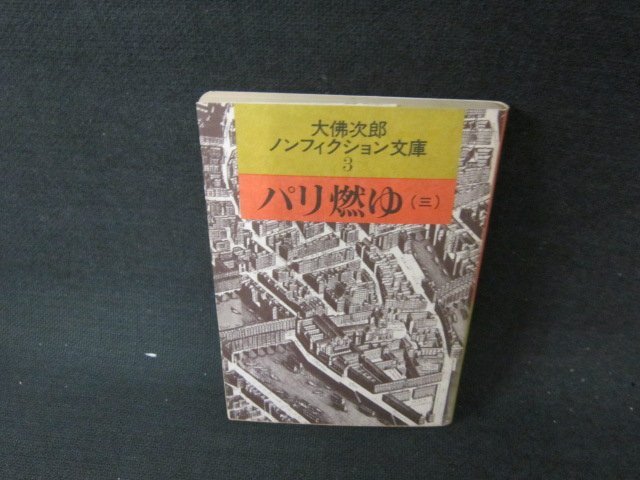 大佛次郎
ノンフィクション文庫
3
パリ燃ゆ(三)